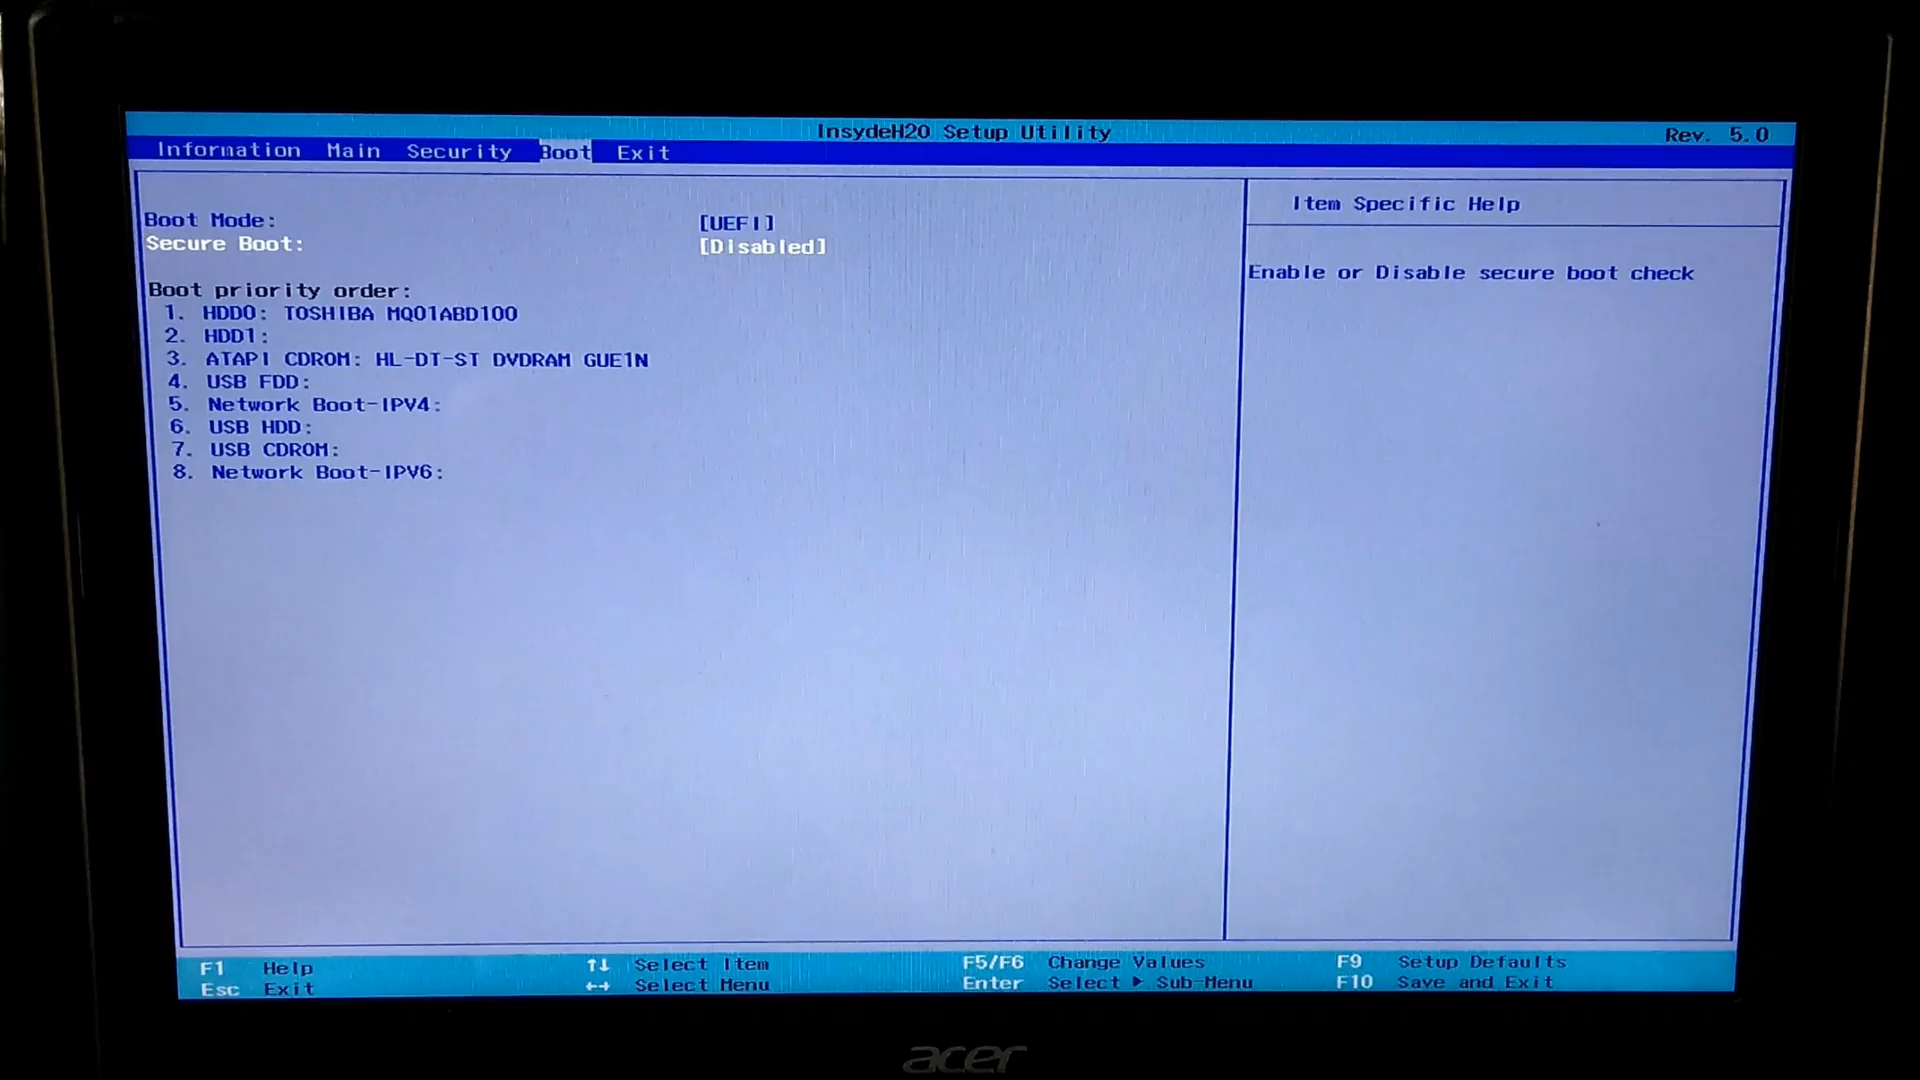 InsydeH2O Setup Utility
Rev. 5.0
Information Main Security Boot Exit
Boot Mode: [UEFI]
Secure Boot: [Disabled]
Boot priority order:
1. HDD0: TOSHIBA MQ01ABD100
2. HDD1:
3. ATAPI CDROM: HL-DT-ST DVDRAM GUE1N
4. USB FDD:
5. Network Boot-IPV4:
6. USB HDD:
7. USB CDROM:
8. Network Boot-IPV6:
Item Specific Help
Enable or Disable secure boot check
F1 Help ↑↓ Select Item F5/F6 Change Values F9 Setup Defaults
Esc Exit ←→ Select Menu Enter Select ▶ Sub-Menu F10 Save and Exit
acer